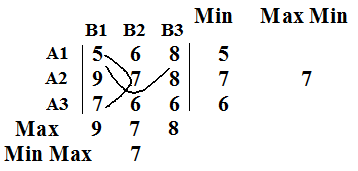 Min Max Min
B1 B2 B3
A1 5 6 8 5
A2 9 7 8 7 7
A3 7 6 6 6
Max 9 7 8
Min Max 7